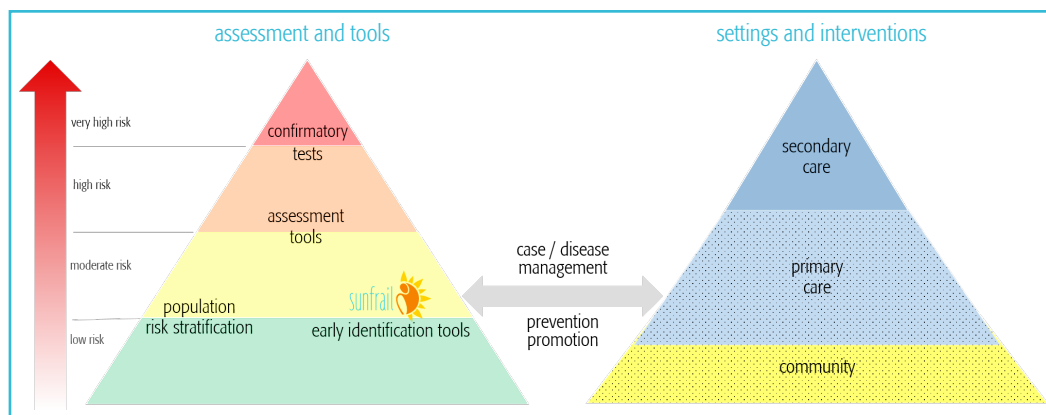 assessment and tools
settings and interventions
very high risk
high risk
moderate risk
low risk
confirmatory
tests
assessment
tools
sunfrail
population
risk stratification
early identification tools
case / disease
management
prevention
promotion
secondary
care
primary
care
community